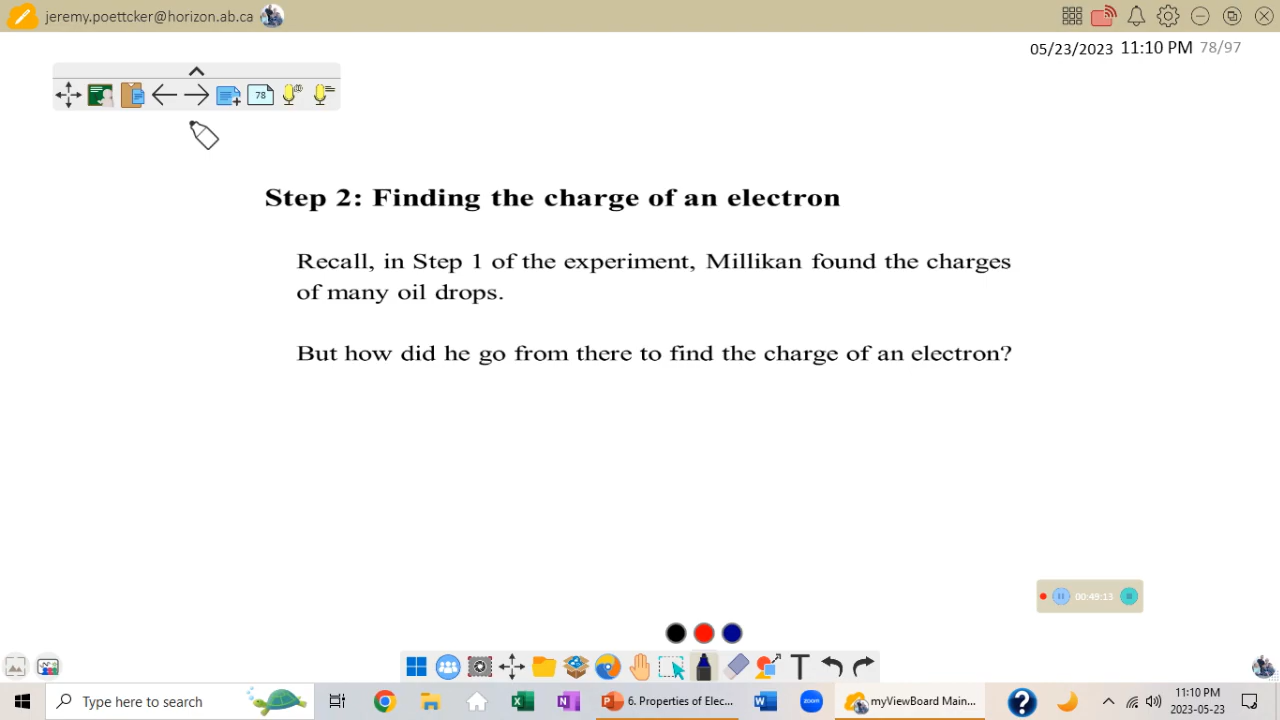 jeremy.poettcker@horizon.ab.ca
05/23/2023 11:10 PM 78/97
78
Step 2: Finding the charge of an electron
Recall, in Step 1 of the experiment, Millikan found the charges
of many oil drops.
But how did he go from there to find the charge of an electron?
00:49:13
T
Type here to search
6. Properties of Elec...
zoom
myViewBoard Main...
11:10 PM
2023-05-23